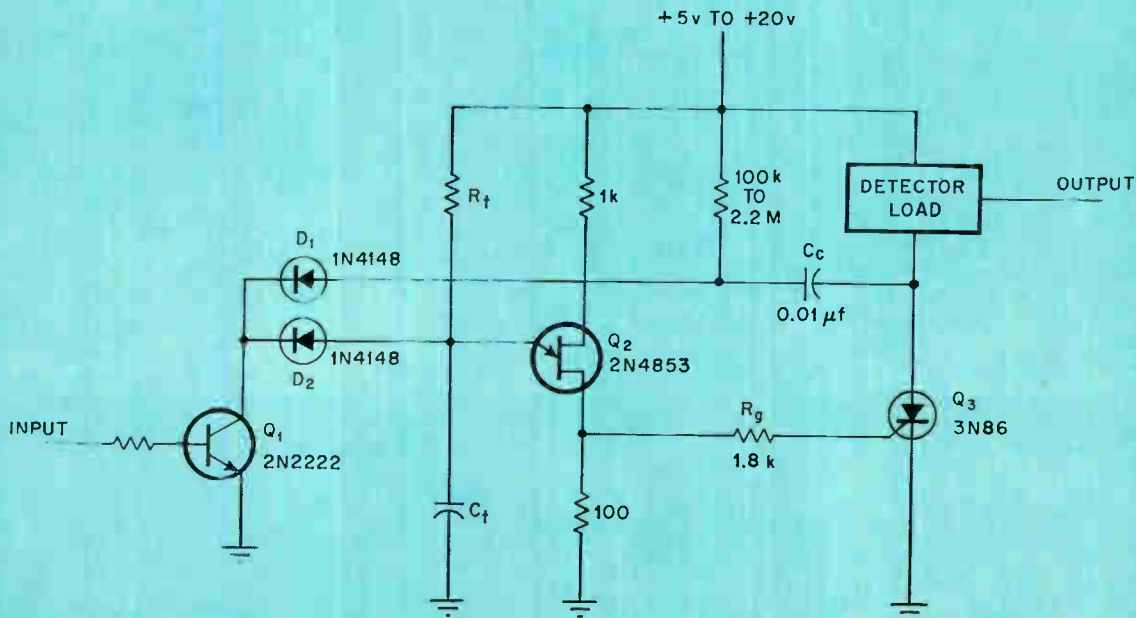 +5v TO +20v
R_t
1k
100k
TO
2.2 M
DETECTOR
LOAD
OUTPUT
D1
1N4148
Cc
0.01 µf
1N4148
D2
Q2
2N4853
INPUT
Q1
2N2222
Rg
1.8 k
Q3
3N86
Ct
100